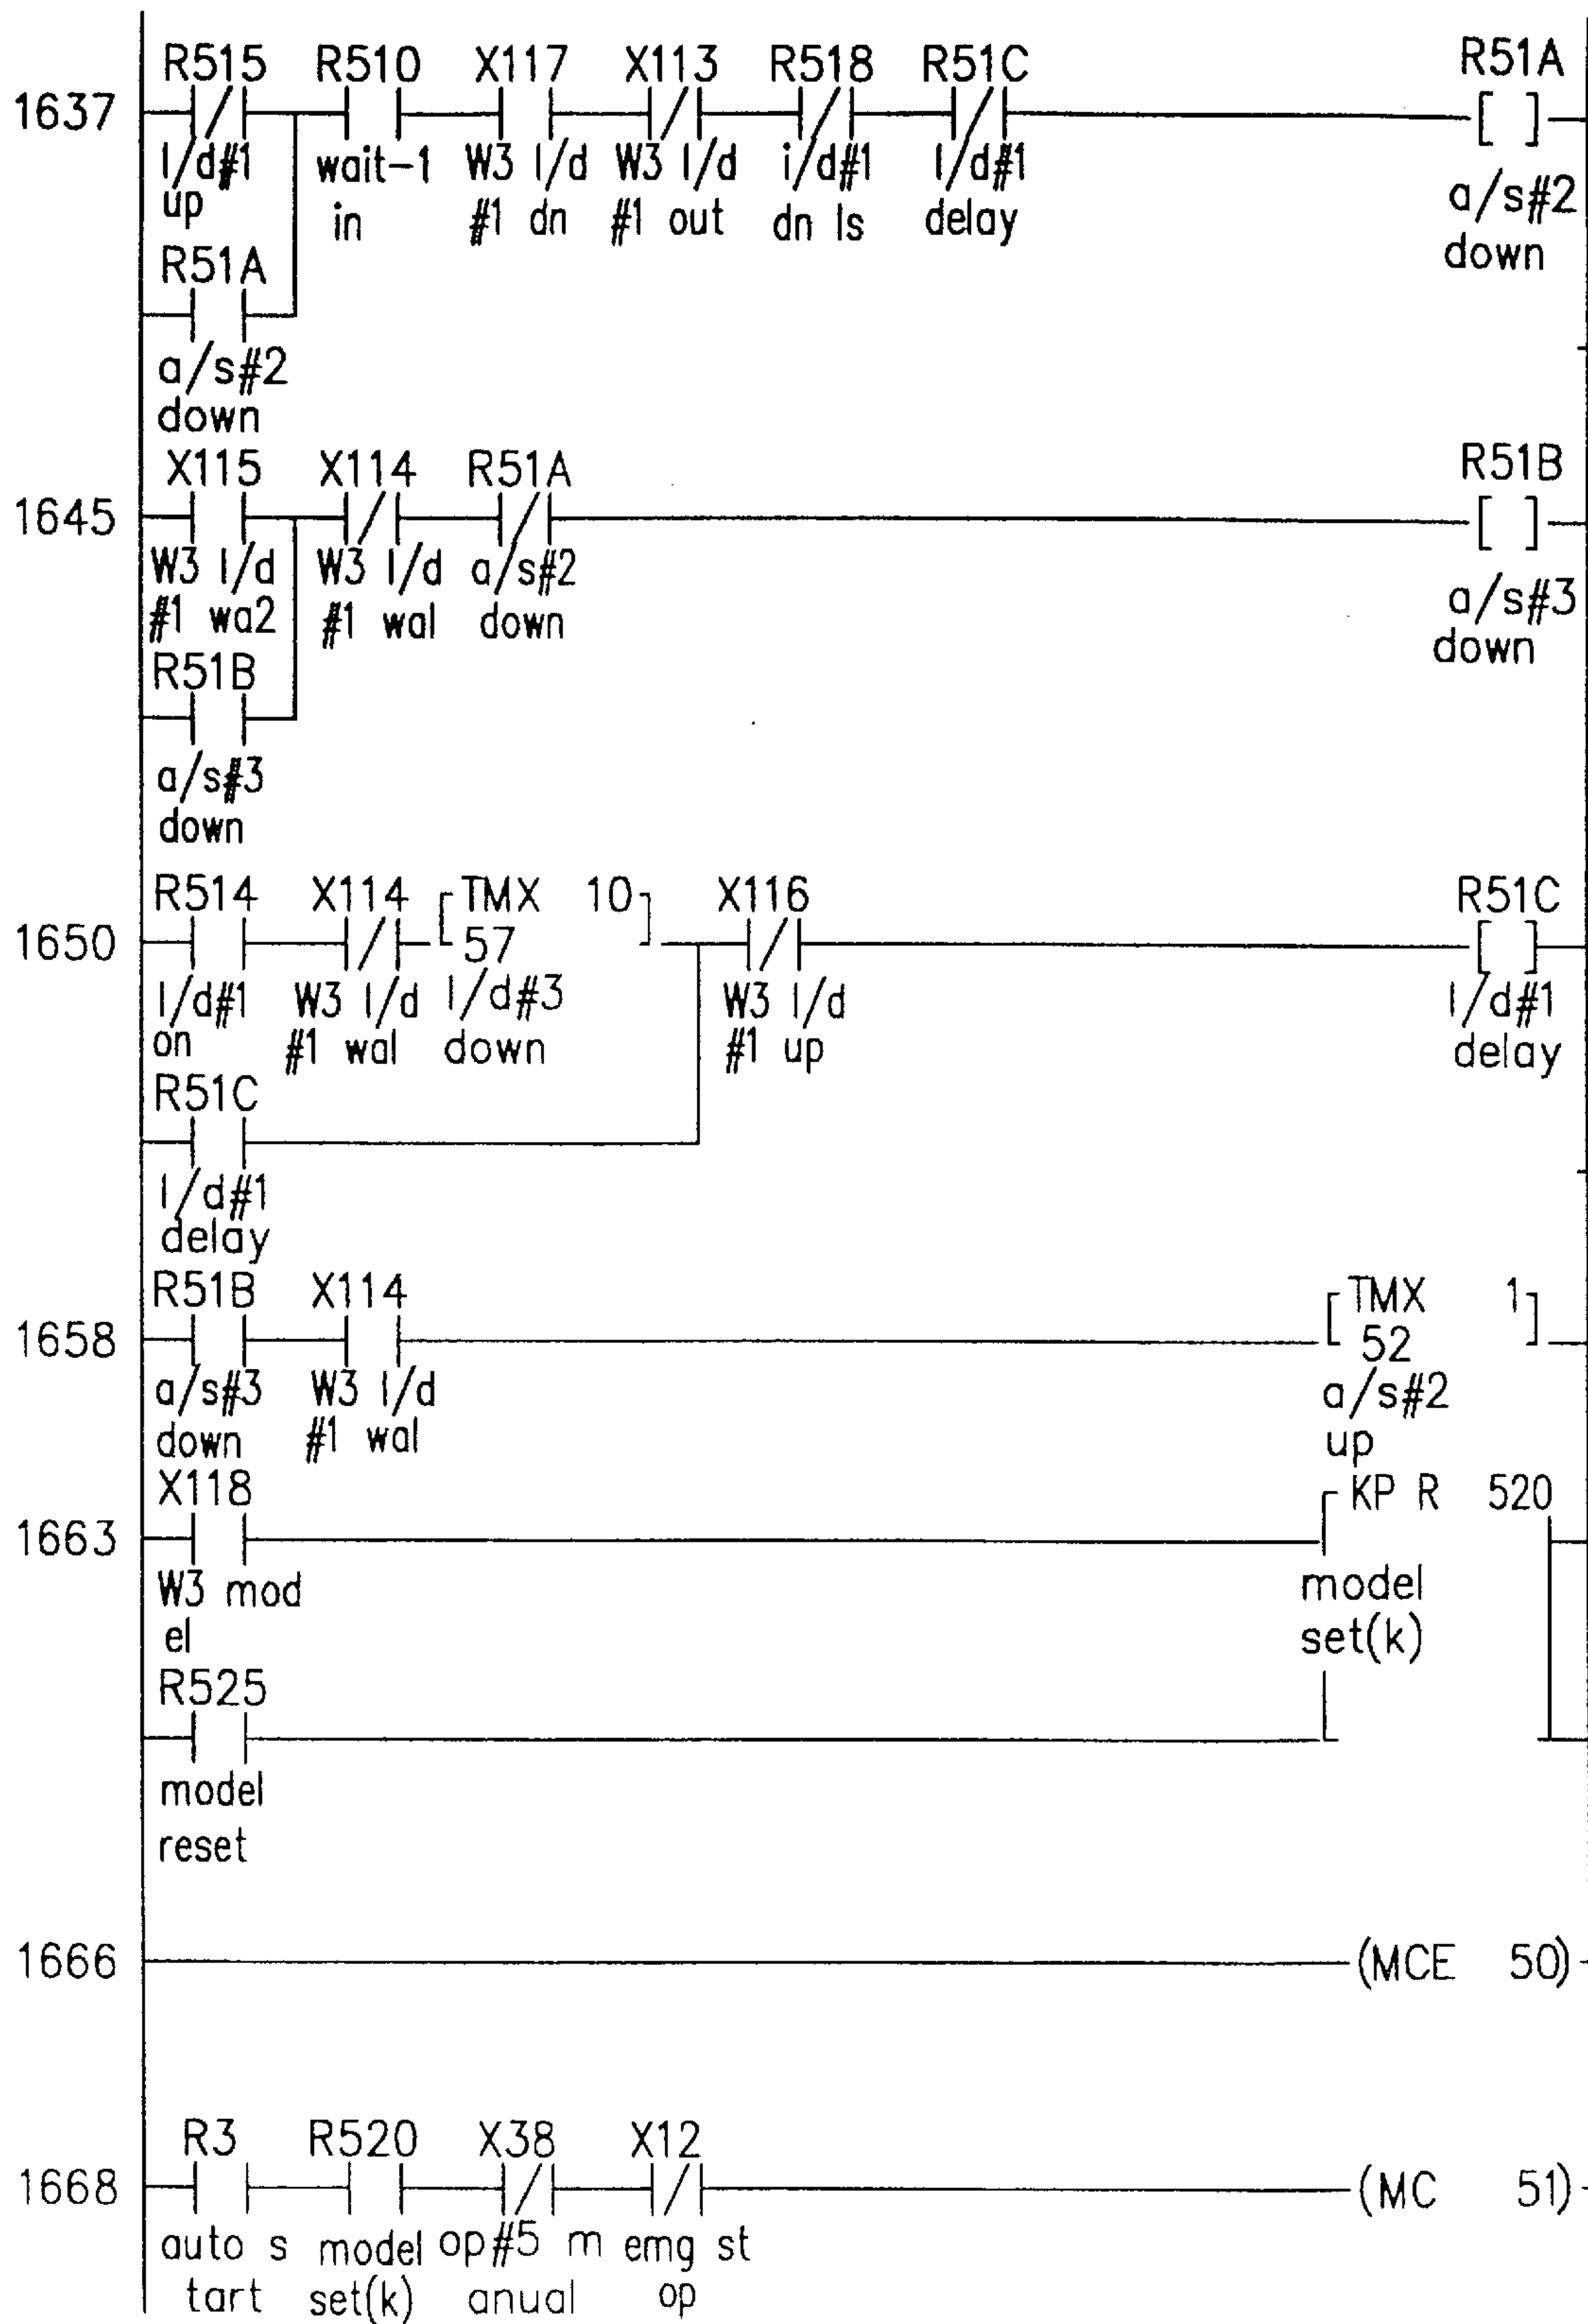 R515 R510 X117 X113 R518 R51C R51A
1637 [ ]
l/d#1 wait-1 W3 l/d W3 l/d i/d#1 l/d#1 a/s#2
up in #1 dn #1 out dn ls delay down
R51A
a/s#2
down
X115 X114 R51A R51B
1645 [ ]
W3 l/d W3 l/d a/s#2 a/s#3
#1 wa2 #1 wal down down
R51B
a/s#3
down
R514 X114 TMX 10 X116 R51C
1650 57 [ ]
l/d#1 W3 l/d l/d#3 W3 l/d l/d#1
on #1 wal down #1 up delay
R51C
l/d#1
delay
R51B X114 TMX 1
1658 52
a/s#3 W3 l/d a/s#2
down #1 wal up
X118 KP R 520
1663
W3 mod model
el set(k)
R525
model
reset
1666 (MCE 50)
R3 R520 X38 X12
1668 (MC 51)
auto s model op#5 m emg st
tart set(k) anual op